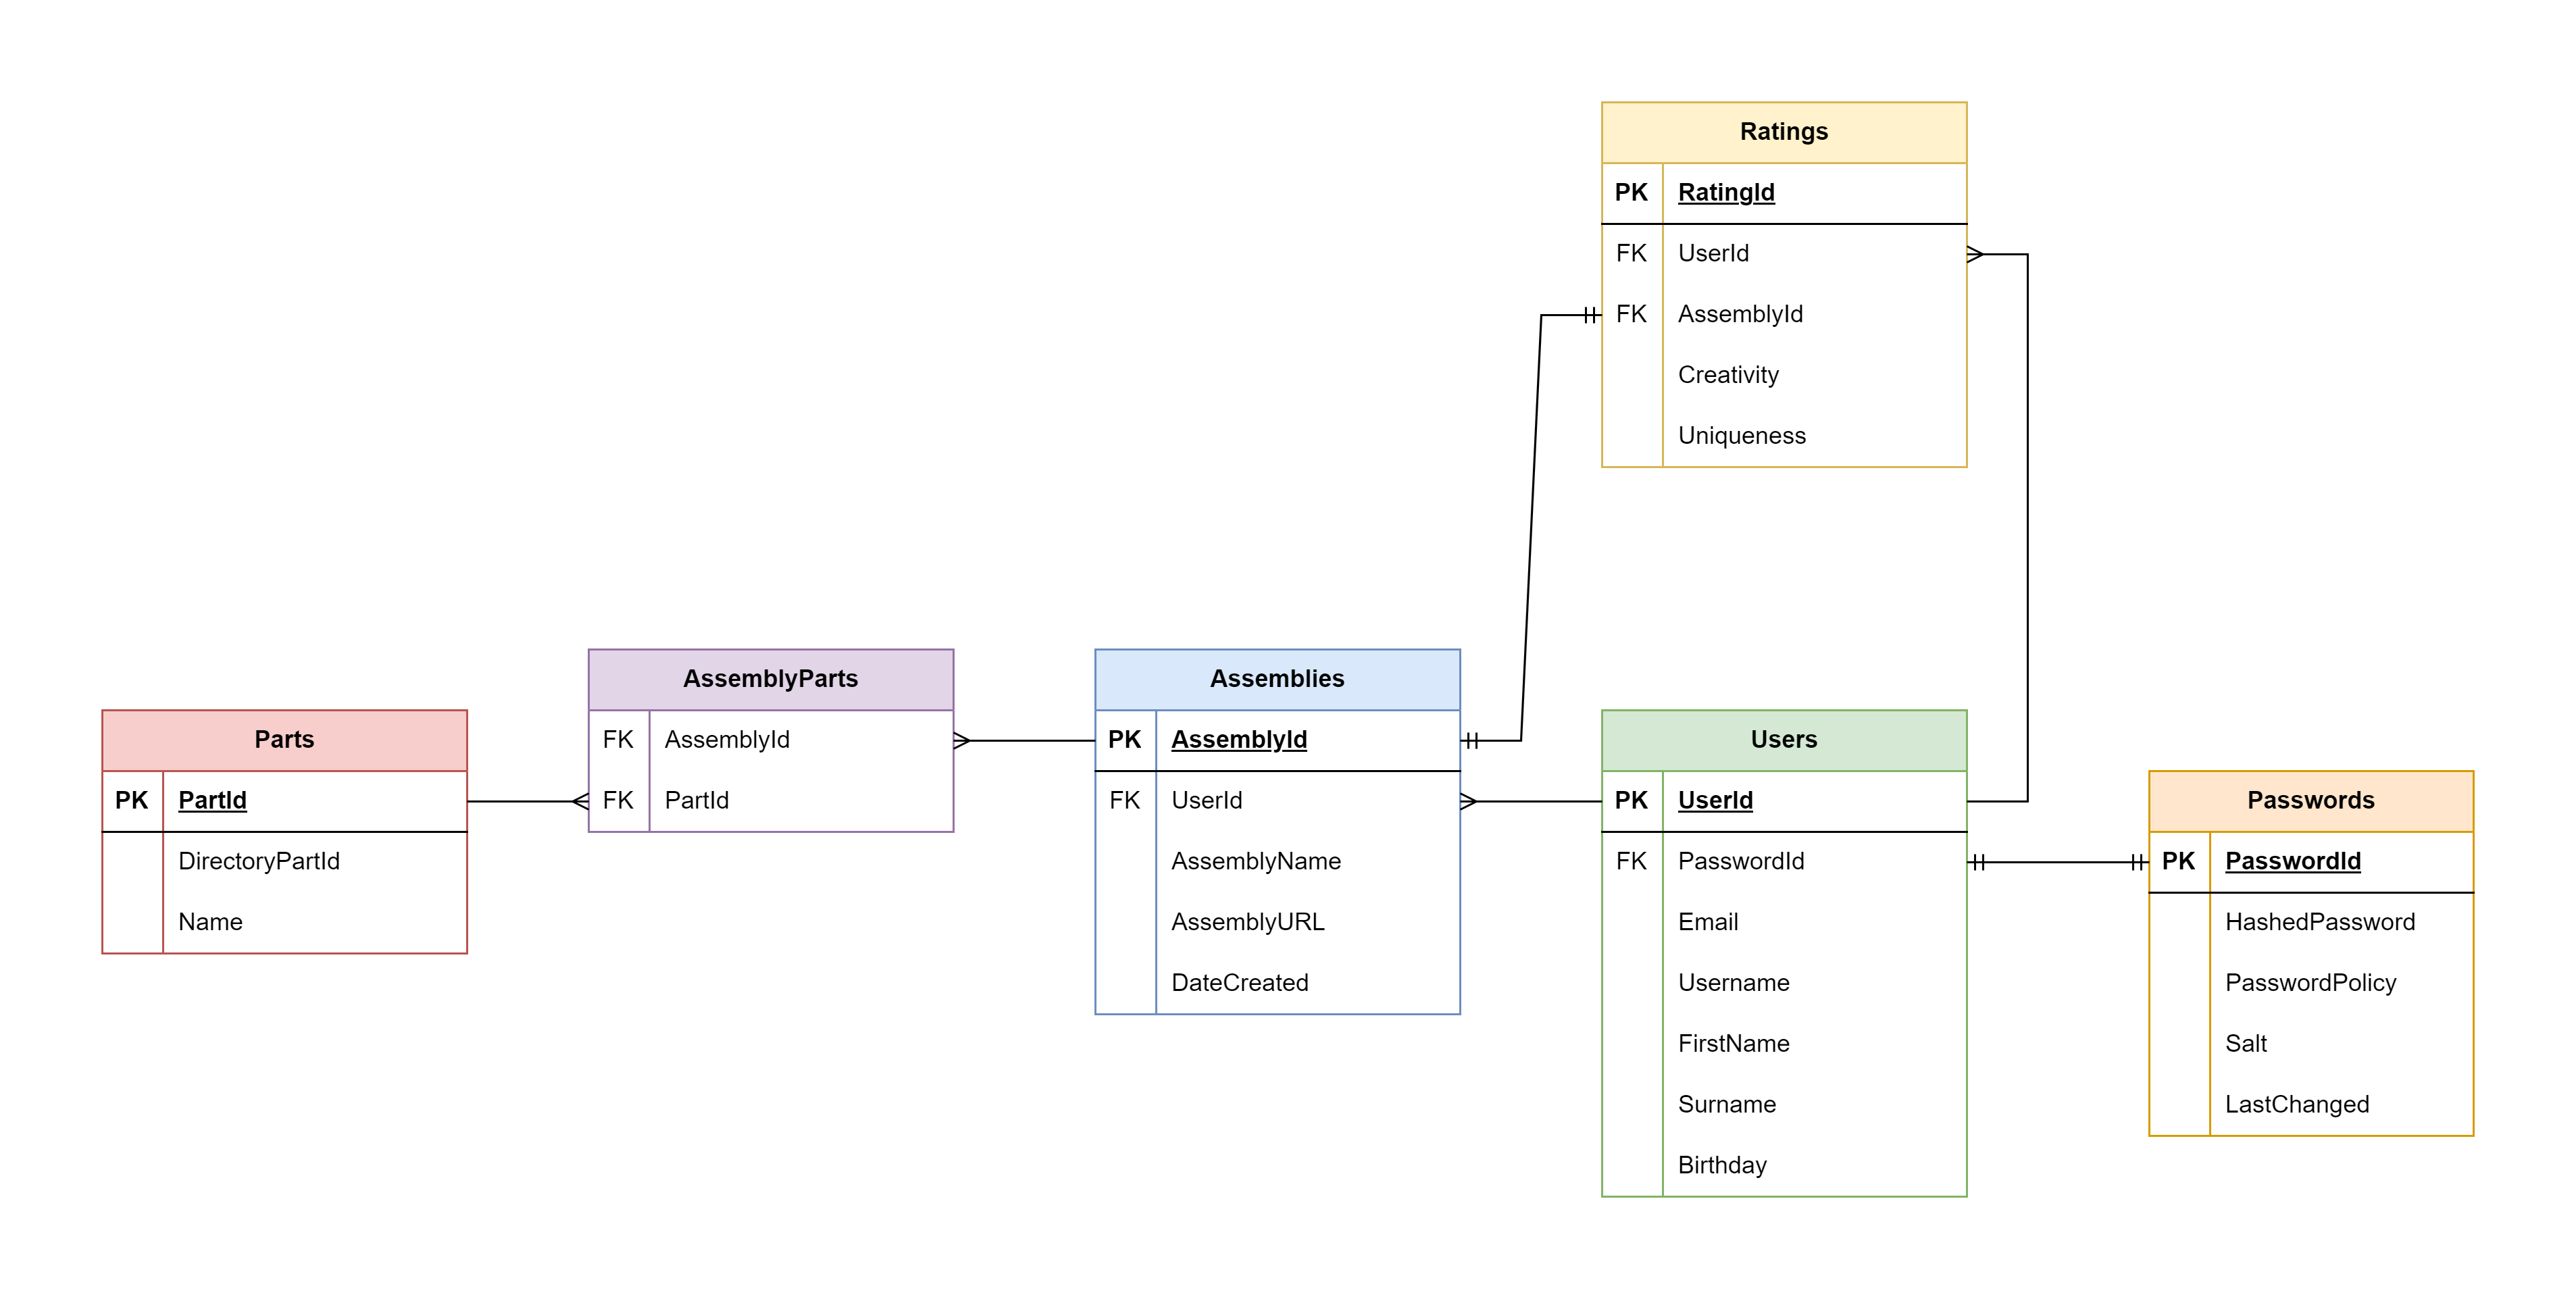 Ratings
PK RatingId
FK UserId
FK AssemblyId
Creativity
Uniqueness
Parts
PK PartId
DirectoryPartId
Name
AssemblyParts
FK AssemblyId
FK PartId
Assemblies
PK AssemblyId
FK UserId
AssemblyName
AssemblyURL
DateCreated
Users
PK UserId
FK PasswordId
Email
Username
FirstName
Surname
Birthday
Passwords
PK PasswordId
HashedPassword
PasswordPolicy
Salt
LastChanged